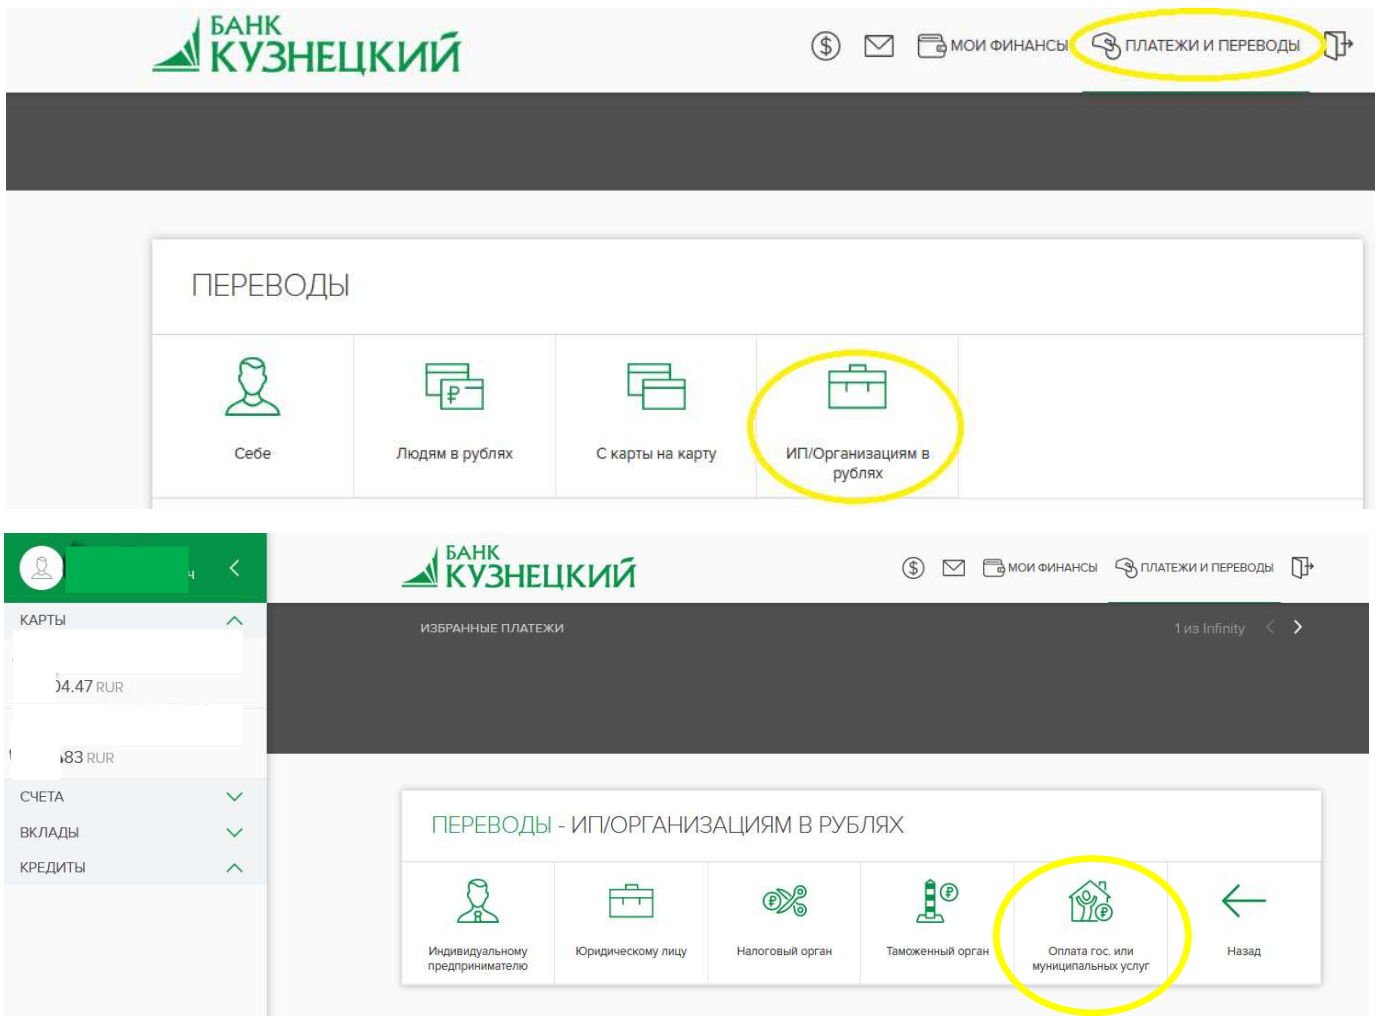 БАНК
КУЗНЕЦКИЙ
МОИ ФИНАНСЫ
ПЛАТЕЖИ И ПЕРЕВОДЫ
ПЕРЕВОДЫ
Себе
Людям в рублях
С карты на карту
ИП/Организациям в
рублях
ч
БАНК
КУЗНЕЦКИЙ
МОИ ФИНАНСЫ
ПЛАТЕЖИ И ПЕРЕВОДЫ
КАРТЫ
04.47 RUR
83 RUR
СЧЕТА
ВКЛАДЫ
КРЕДИТЫ
ИЗБРАННЫЕ ПЛАТЕЖИ
1 из Infinity
ПЕРЕВОДЫ - ИП/ОРГАНИЗАЦИЯМ В РУБЛЯХ
Индивидуальному
предпринимателю
Юридическому лицу
Налоговый орган
Таможенный орган
Оплата гос. или
муниципальных услуг
Назад